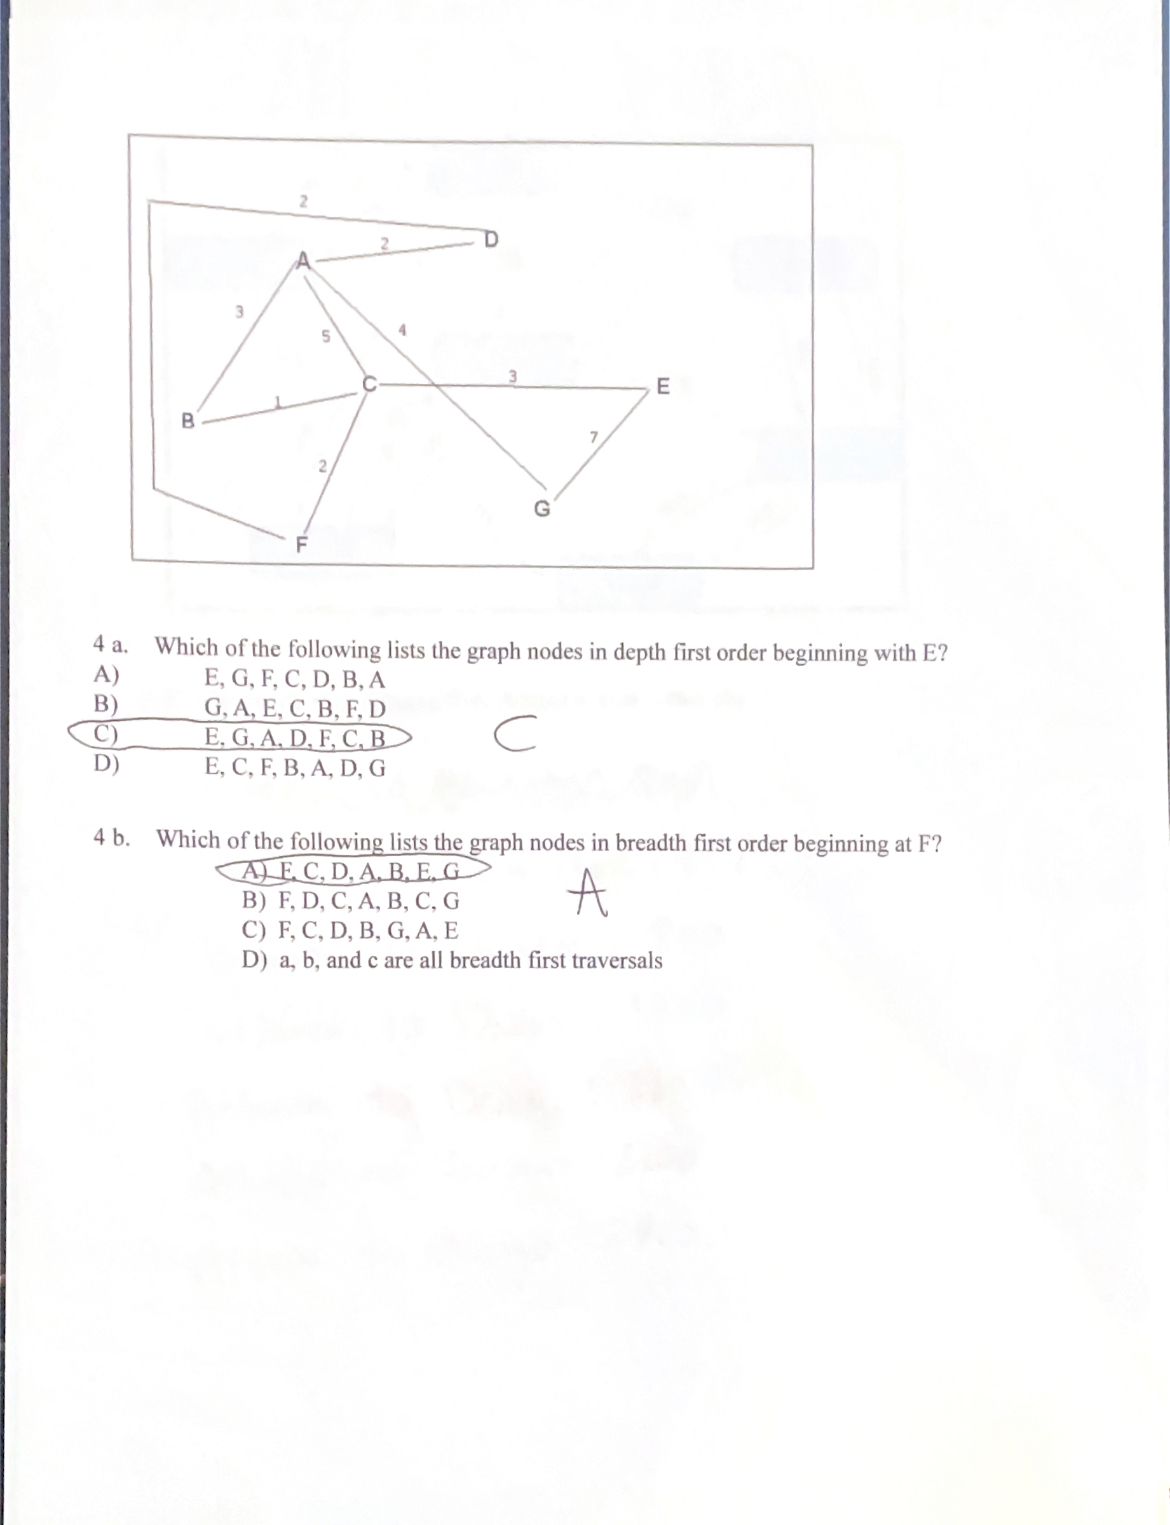 2
2
D
A
3
5
4
C
3
E
B
1
7
2
G
F
4 a. Which of the following lists the graph nodes in depth first order beginning with E?
A) E, G, F, C, D, B, A
B) G, A, E, C, B, F, D
C) E, G, A, D, F, C, B
C
D) E, C, F, B, A, D, G
4 b. Which of the following lists the graph nodes in breadth first order beginning at F?
A) F, C, D, A, B, E, G
A
B) F, D, C, A, B, C, G
C) F, C, D, B, G, A, E
D) a, b, and c are all breadth first traversals